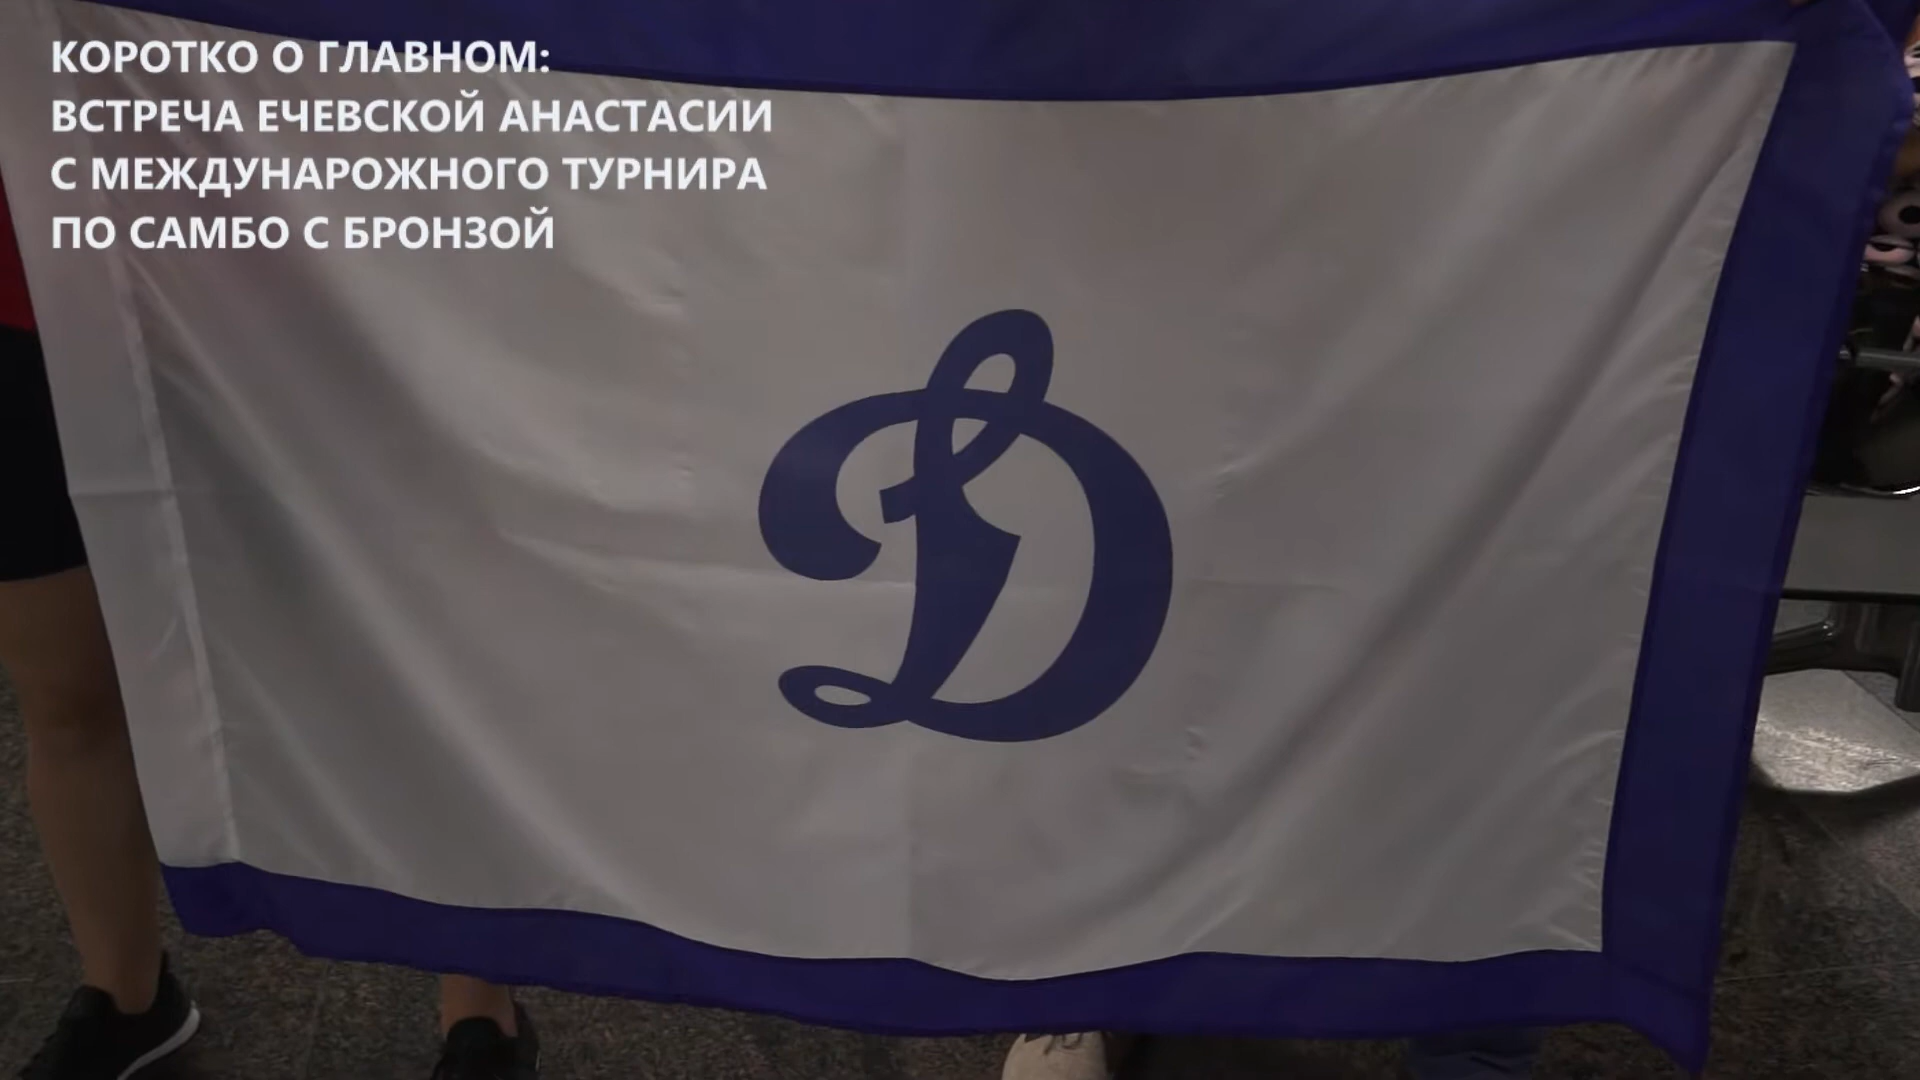 КОРОТКО О ГЛАВНОМ:
ВСТРЕЧА ЕЧЕВСКОЙ АНАСТАСИИ
С МЕЖДУНАРОЖНОГО ТУРНИРА
ПО САМБО С БРОНЗОЙ
Д